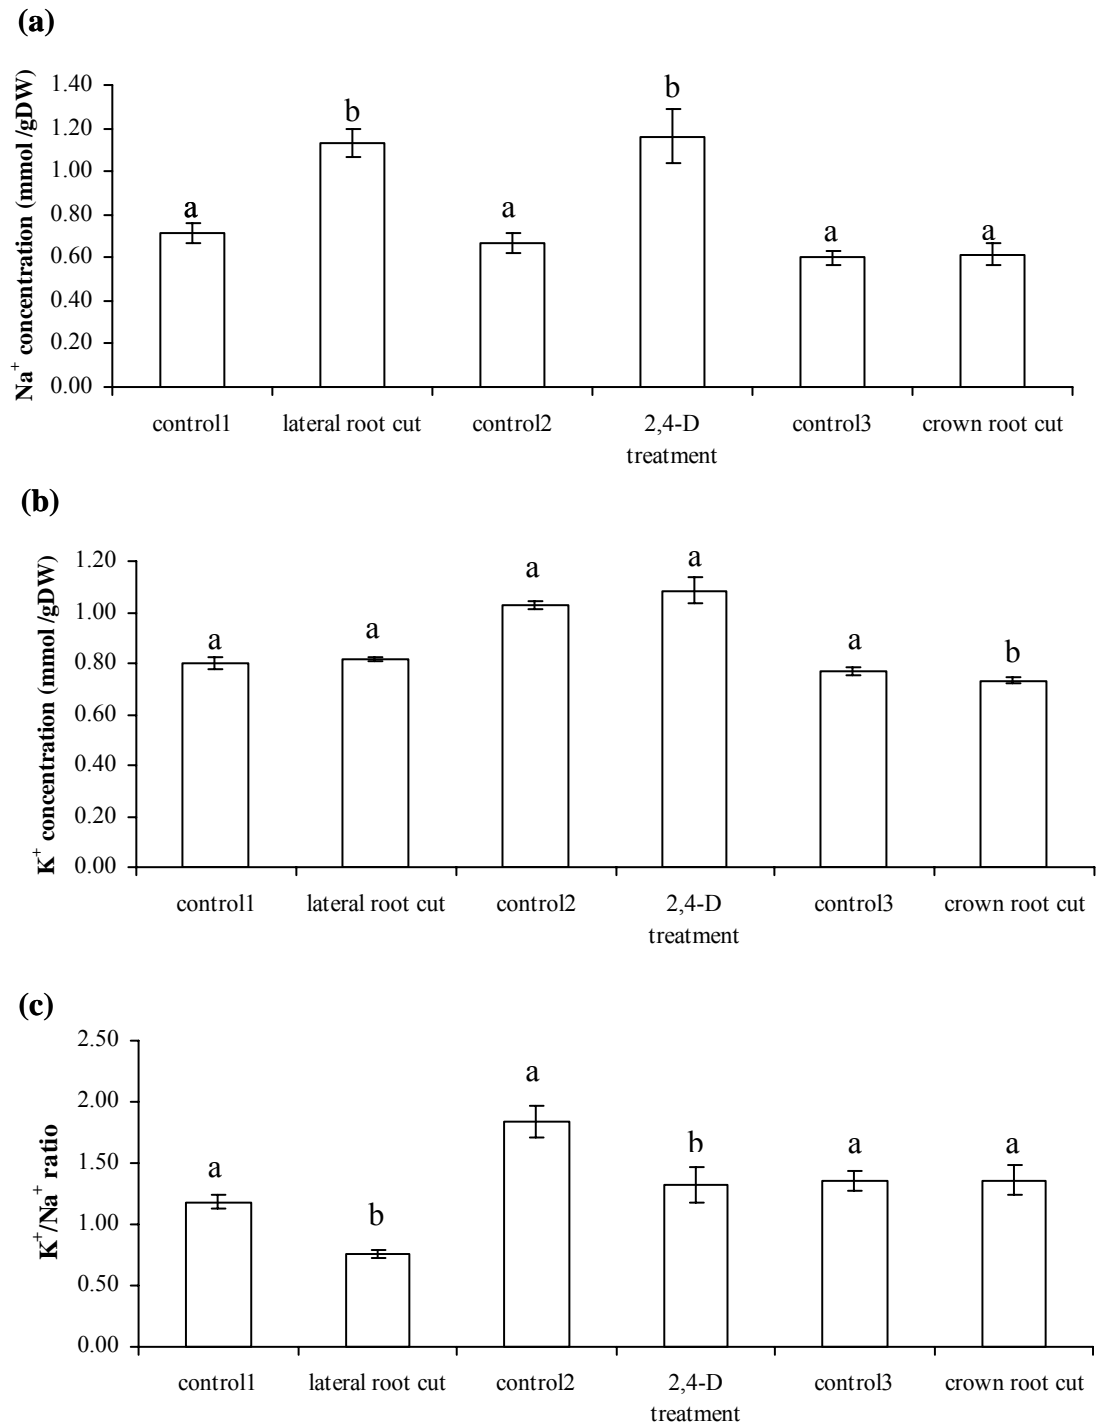 (a)
Na+ concentration (mmol /gDW)
1.40
1.20
1.00
0.80
0.60
0.40
0.20
0.00
a
b
a
b
a
a
control1
lateral root cut
control2
2,4-D
treatment
control3
crown root cut
(b)
K+ concentration (mmol /gDW)
1.20
1.00
0.80
0.60
0.40
0.20
0.00
a
a
a
a
a
b
control1
lateral root cut
control2
2,4-D
treatment
control3
crown root cut
(c)
K+/Na+ ratio
2.50
2.00
1.50
1.00
0.50
0.00
a
b
a
b
a
a
control1
lateral root cut
control2
2,4-D
treatment
control3
crown root cut